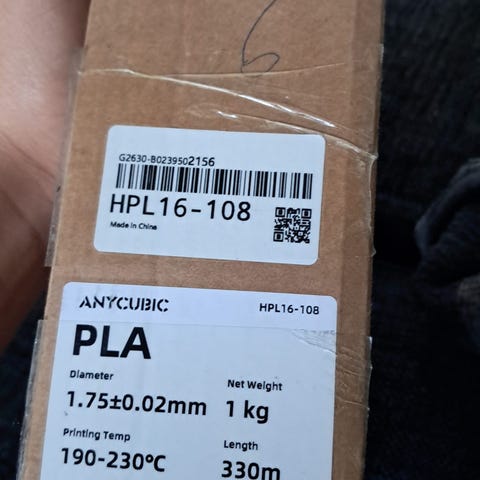 6
G2630-B0239502156
HPL16-108
Made in China
ANYCUBIC
HPL16-108
PLA
Diameter
Net Weight
1.75±0.02mm
1 kg
Printing Temp
Length
190-230℃
330m